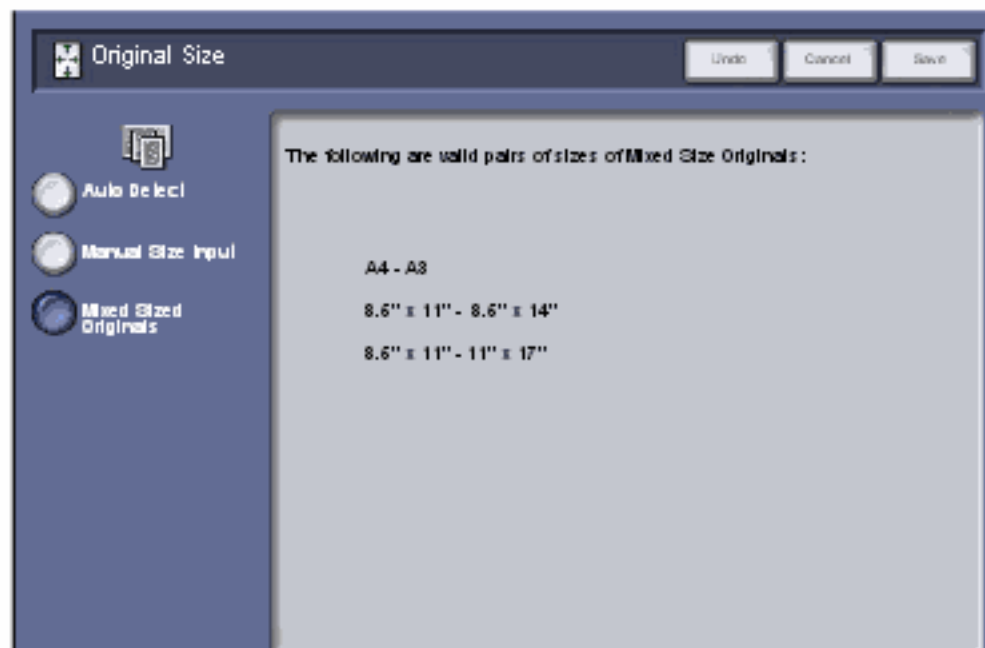 Original Size
Undo
Cancel
Save
Auto Detect
Manual Size Input
Mixed Sized
Originals
The following are valid pairs of sizes of Mixed Size Originals:
A4 - A3
8.5" x 11" - 8.5" x 14"
8.5" x 11" - 11" x 17"